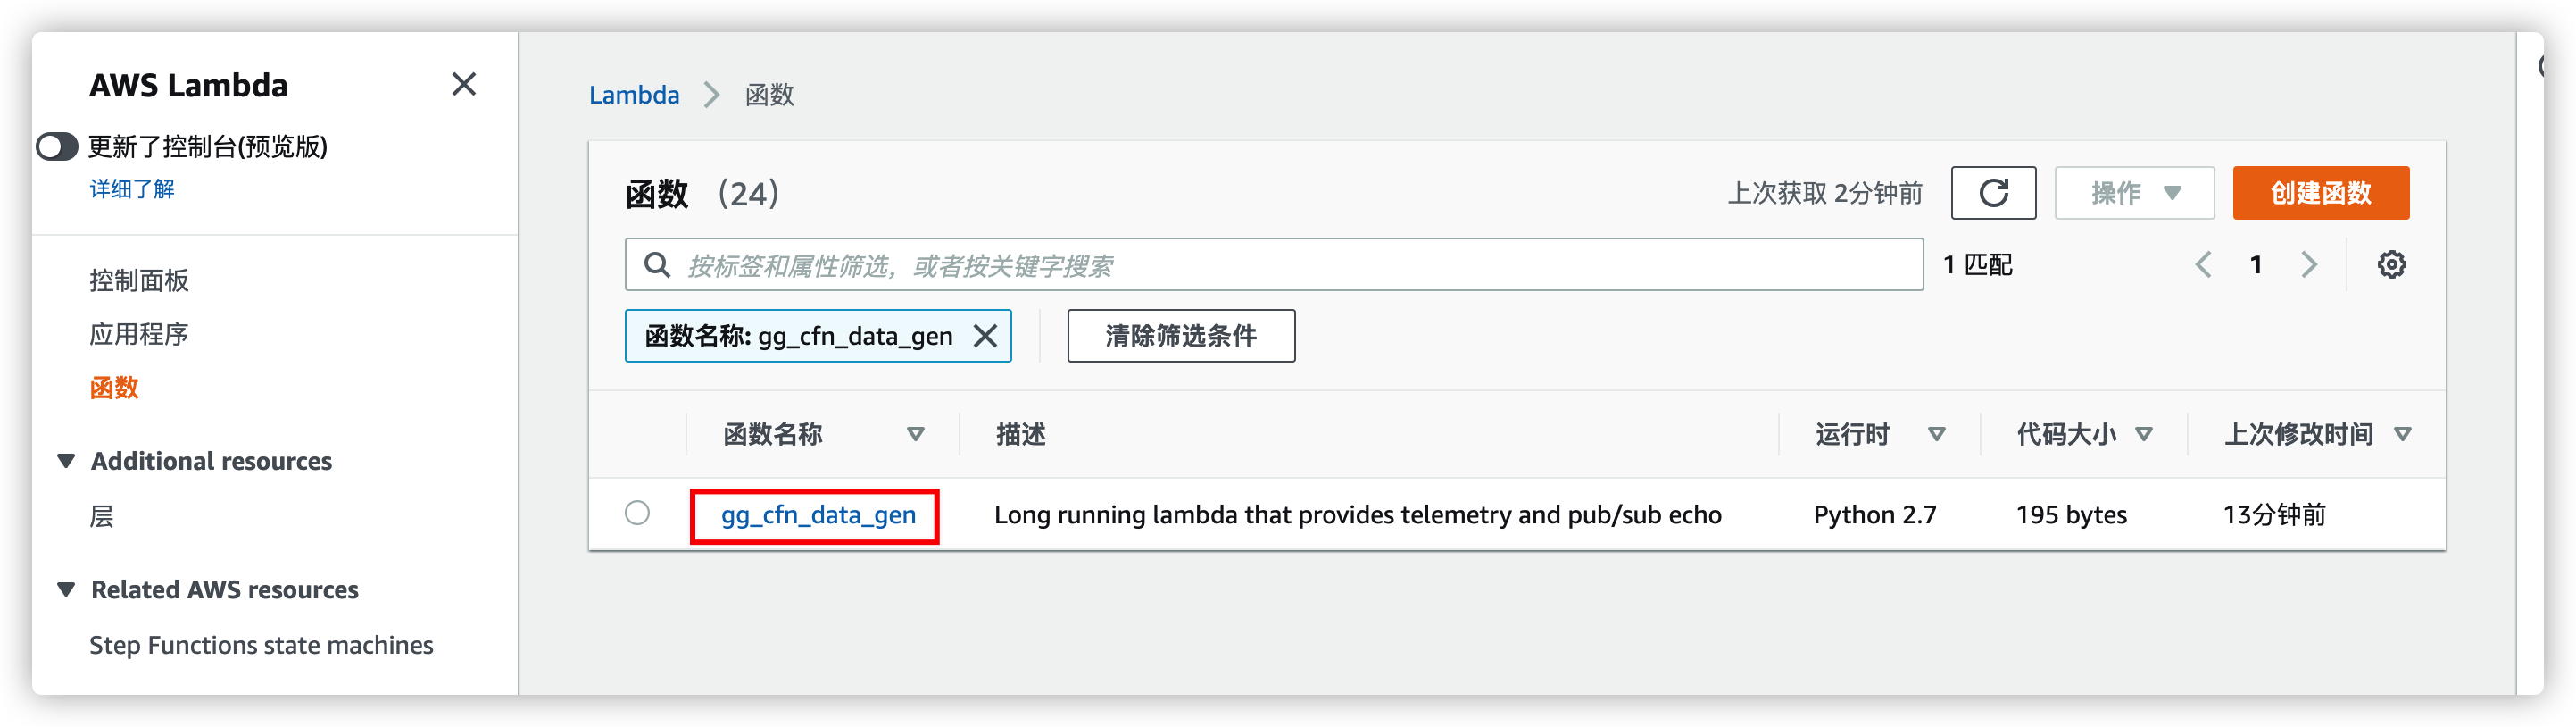 AWS Lambda
更新了控制台(预览版)
详细了解
控制面板
应用程序
函数
Additional resources
层
Related AWS resources
Step Functions state machines
Lambda 函数
函数 (24)
上次获取 2分钟前 操作 创建函数
按标签和属性筛选，或者按关键字搜索 1 匹配 1
函数名称: gg_cfn_data_gen 清除筛选条件
函数名称 描述 运行时 代码大小 上次修改时间
gg_cfn_data_gen Long running lambda that provides telemetry and pub/sub echo Python 2.7 195 bytes 13分钟前